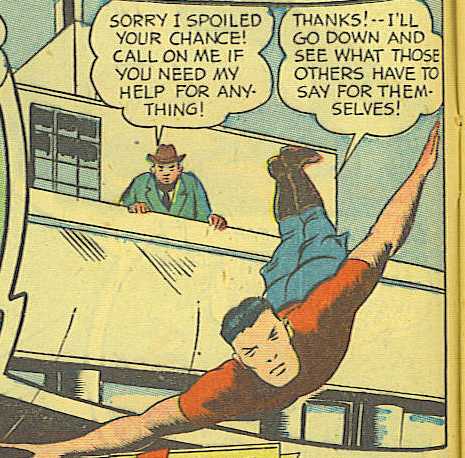 SORRY I SPOILED
YOUR CHANCE!
CALL ON ME IF
YOU NEED MY
HELP FOR ANY-
THING!
THANKS!--I'LL
GO DOWN AND
SEE WHAT THOSE
OTHERS HAVE TO
SAY FOR THEM-
SELVES!